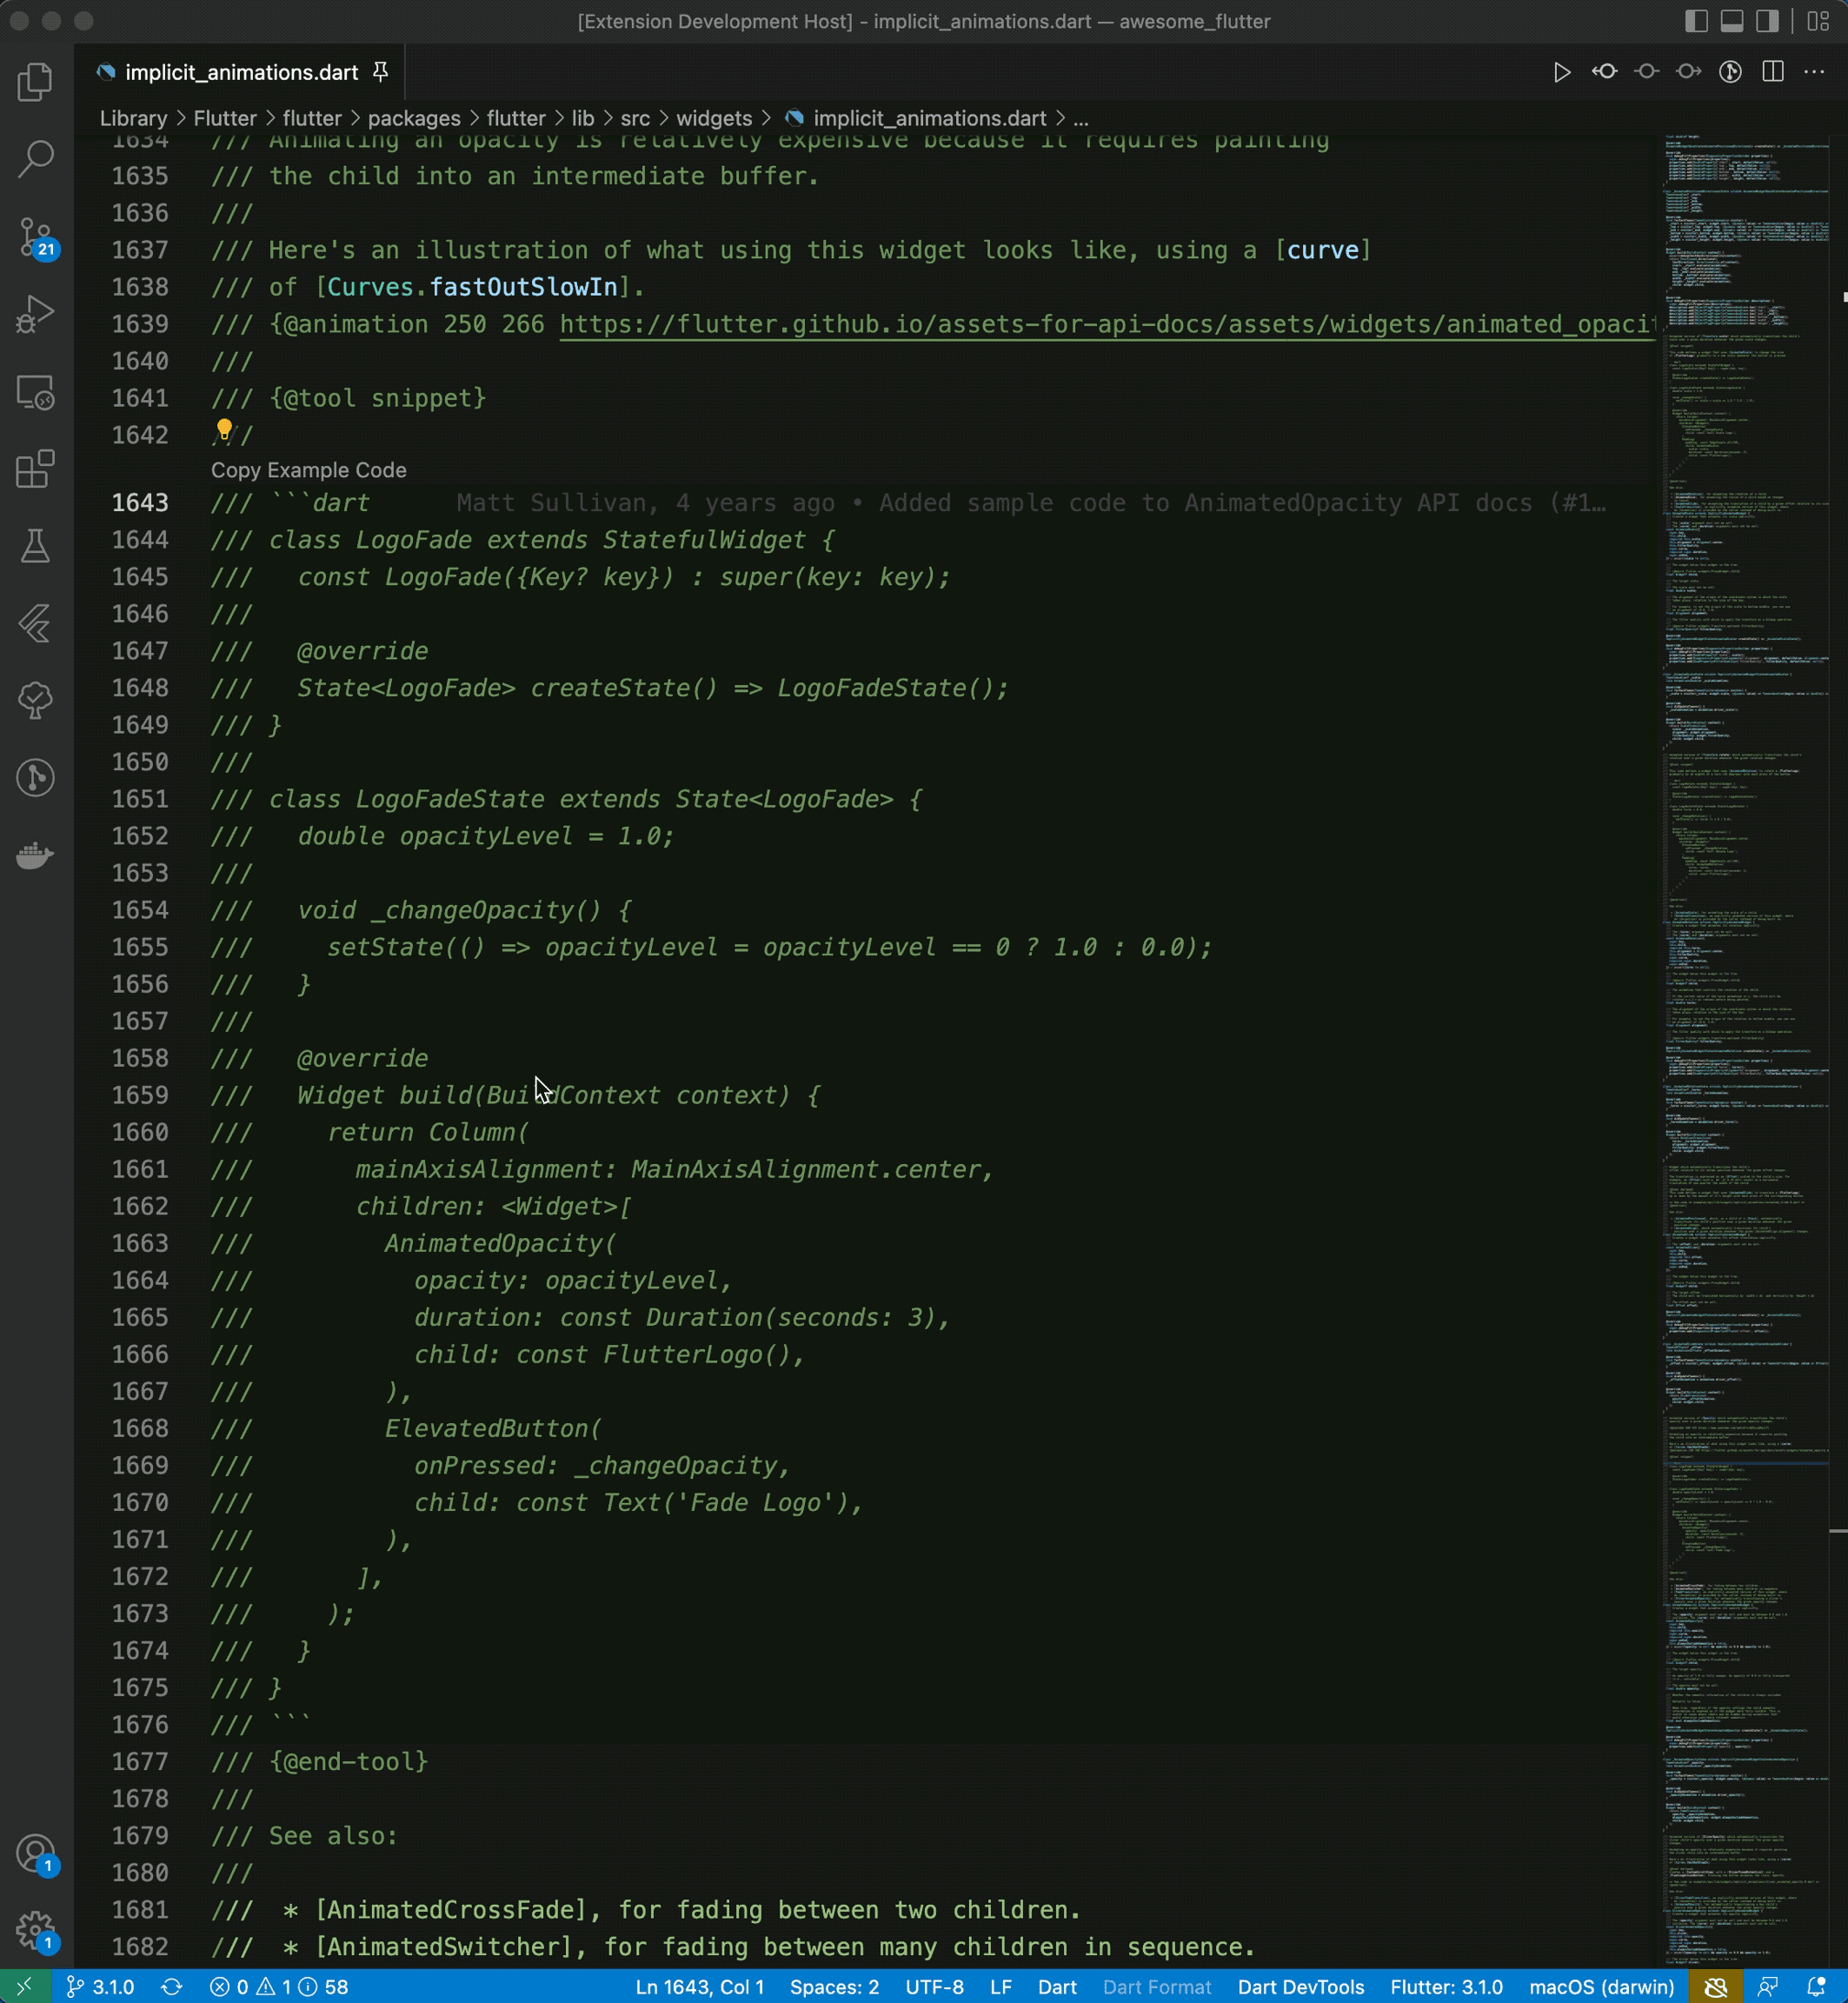 [Extension Development Host] - implicit_animations.dart — awesome_flutter
implicit_animations.dart
Library > Flutter > flutter > packages > flutter > lib > src > widgets > implicit_animations.dart > ...
1634 /// Animating an opacity is relatively expensive because it requires painting
1635 /// the child into an intermediate buffer.
1636 ///
1637 /// Here's an illustration of what using this widget looks like, using a [curve]
1638 /// of [Curves.fastOutSlowIn].
1639 /// {@animation 250 266 https://flutter.github.io/assets-for-api-docs/assets/widgets/animated_opacit
1640 ///
1641 /// {@tool snippet}
1642 ///
Copy Example Code
1643 /// ```dart Matt Sullivan, 4 years ago • Added sample code to AnimatedOpacity API docs (#1…
1644 /// class LogoFade extends StatefulWidget {
1645 ///   const LogoFade({Key? key}) : super(key: key);
1646 ///
1647 ///   @override
1648 ///   State<LogoFade> createState() => LogoFadeState();
1649 /// }
1650 ///
1651 /// class LogoFadeState extends State<LogoFade> {
1652 ///   double opacityLevel = 1.0;
1653 ///
1654 ///   void _changeOpacity() {
1655 ///     setState(() => opacityLevel = opacityLevel == 0 ? 1.0 : 0.0);
1656 ///   }
1657 ///
1658 ///   @override
1659 ///   Widget build(BuildContext context) {
1660 ///     return Column(
1661 ///       mainAxisAlignment: MainAxisAlignment.center,
1662 ///       children: <Widget>[
1663 ///         AnimatedOpacity(
1664 ///           opacity: opacityLevel,
1665 ///           duration: const Duration(seconds: 3),
1666 ///           child: const FlutterLogo(),
1667 ///         ),
1668 ///         ElevatedButton(
1669 ///           onPressed: _changeOpacity,
1670 ///           child: const Text('Fade Logo'),
1671 ///         ),
1672 ///       ],
1673 ///     );
1674 ///   }
1675 /// }
1676 /// ```
1677 /// {@end-tool}
1678 ///
1679 /// See also:
1680 ///
1681 ///  * [AnimatedCrossFade], for fading between two children.
1682 ///  * [AnimatedSwitcher], for fading between many children in sequence.
21
1
1
3.1.0 0 1 58 Ln 1643, Col 1 Spaces: 2 UTF-8 LF Dart Dart Format Dart DevTools Flutter: 3.1.0 macOS (darwin)